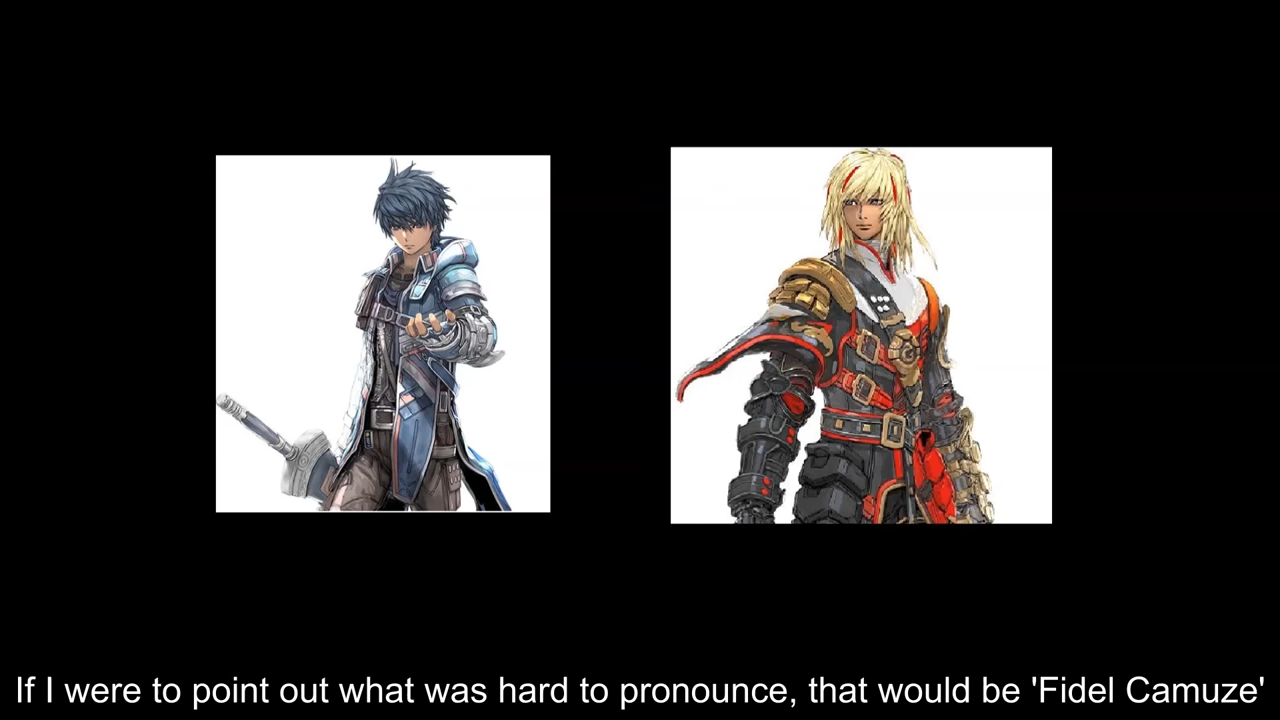 If I were to point out what was hard to pronounce, that would be 'Fidel Camuze'